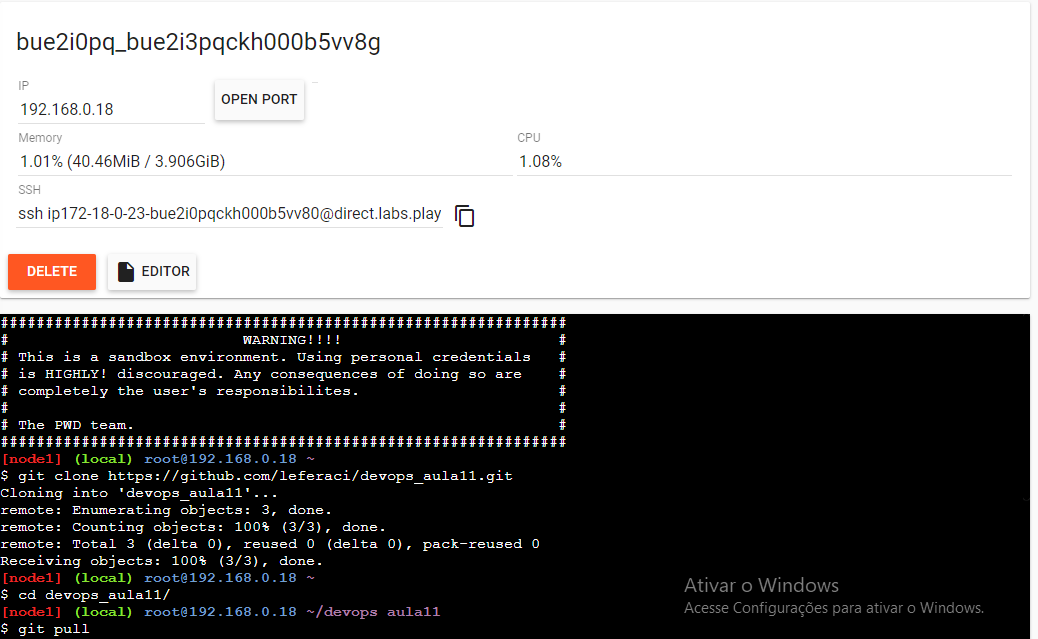 bue2i0pq_bue2i3pqckh000b5vv8g
IP
192.168.0.18
OPEN PORT
Memory
1.01% (40.46MiB / 3.906GiB)
CPU
1.08%
SSH
ssh ip172-18-0-23-bue2i0pqckh000b5vv80@direct.labs.play
DELETE
EDITOR
###############################################################
# WARNING!!!! #
# This is a sandbox environment. Using personal credentials #
# is HIGHLY! discouraged. Any consequences of doing so are #
# completely the user's responsibilites. #
# #
# The PWD team. #
###############################################################
[node1] (local) root@192.168.0.18 ~
$ git clone https://github.com/leferaci/devops_aula11.git
Cloning into 'devops_aula11'...
remote: Enumerating objects: 3, done.
remote: Counting objects: 100% (3/3), done.
remote: Total 3 (delta 0), reused 0 (delta 0), pack-reused 0
Receiving objects: 100% (3/3), done.
[node1] (local) root@192.168.0.18 ~
$ cd devops_aula11/
[node1] (local) root@192.168.0.18 ~/devops aula11
$ git pull
Ativar o Windows
Acesse Configurações para ativar o Windows.